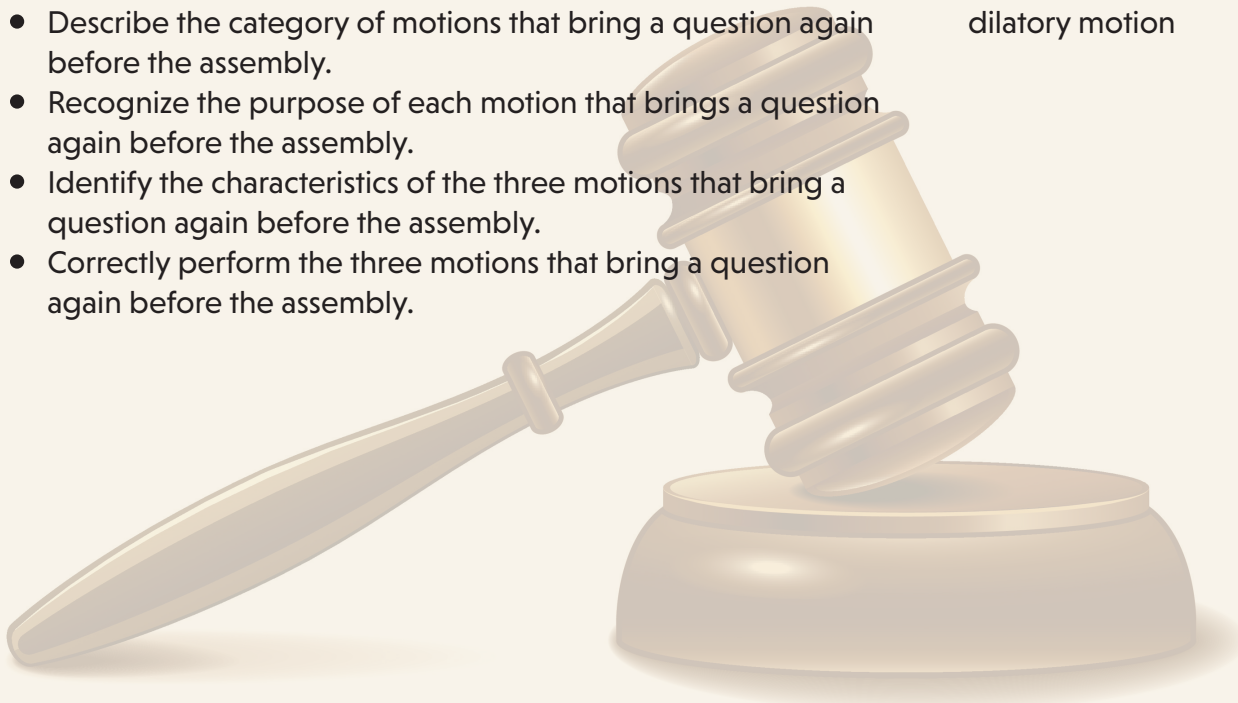 • Describe the category of motions that bring a question again
before the assembly.
• Recognize the purpose of each motion that brings a question
again before the assembly.
• Identify the characteristics of the three motions that bring a
question again before the assembly.
• Correctly perform the three motions that bring a question
again before the assembly.
dilatory motion